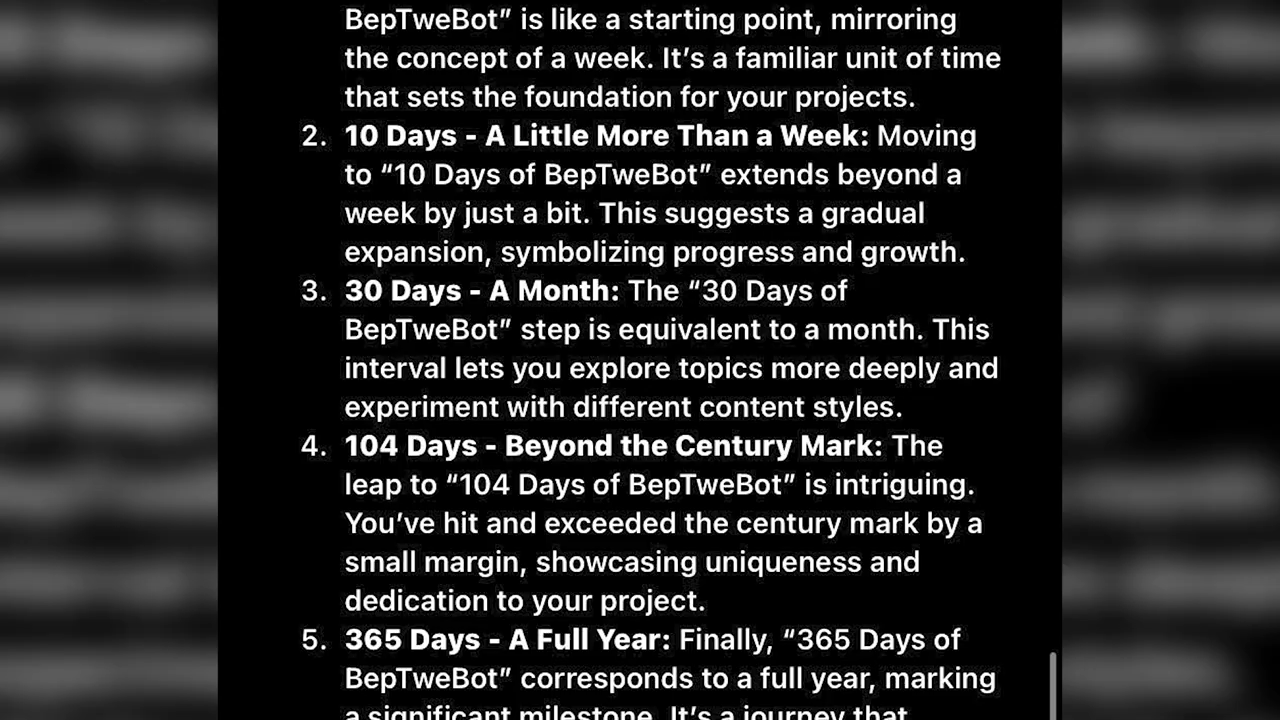 BepTweBot” is like a starting point, mirroring
the concept of a week. It’s a familiar unit of time
that sets the foundation for your projects.
2. 10 Days - A Little More Than a Week: Moving
to “10 Days of BepTweBot” extends beyond a
week by just a bit. This suggests a gradual
expansion, symbolizing progress and growth.
3. 30 Days - A Month: The “30 Days of
BepTweBot” step is equivalent to a month. This
interval lets you explore topics more deeply and
experiment with different content styles.
4. 104 Days - Beyond the Century Mark: The
leap to “104 Days of BepTweBot” is intriguing.
You’ve hit and exceeded the century mark by a
small margin, showcasing uniqueness and
dedication to your project.
5. 365 Days - A Full Year: Finally, “365 Days of
BepTweBot” corresponds to a full year, marking
a significant milestone. It’s a journey that